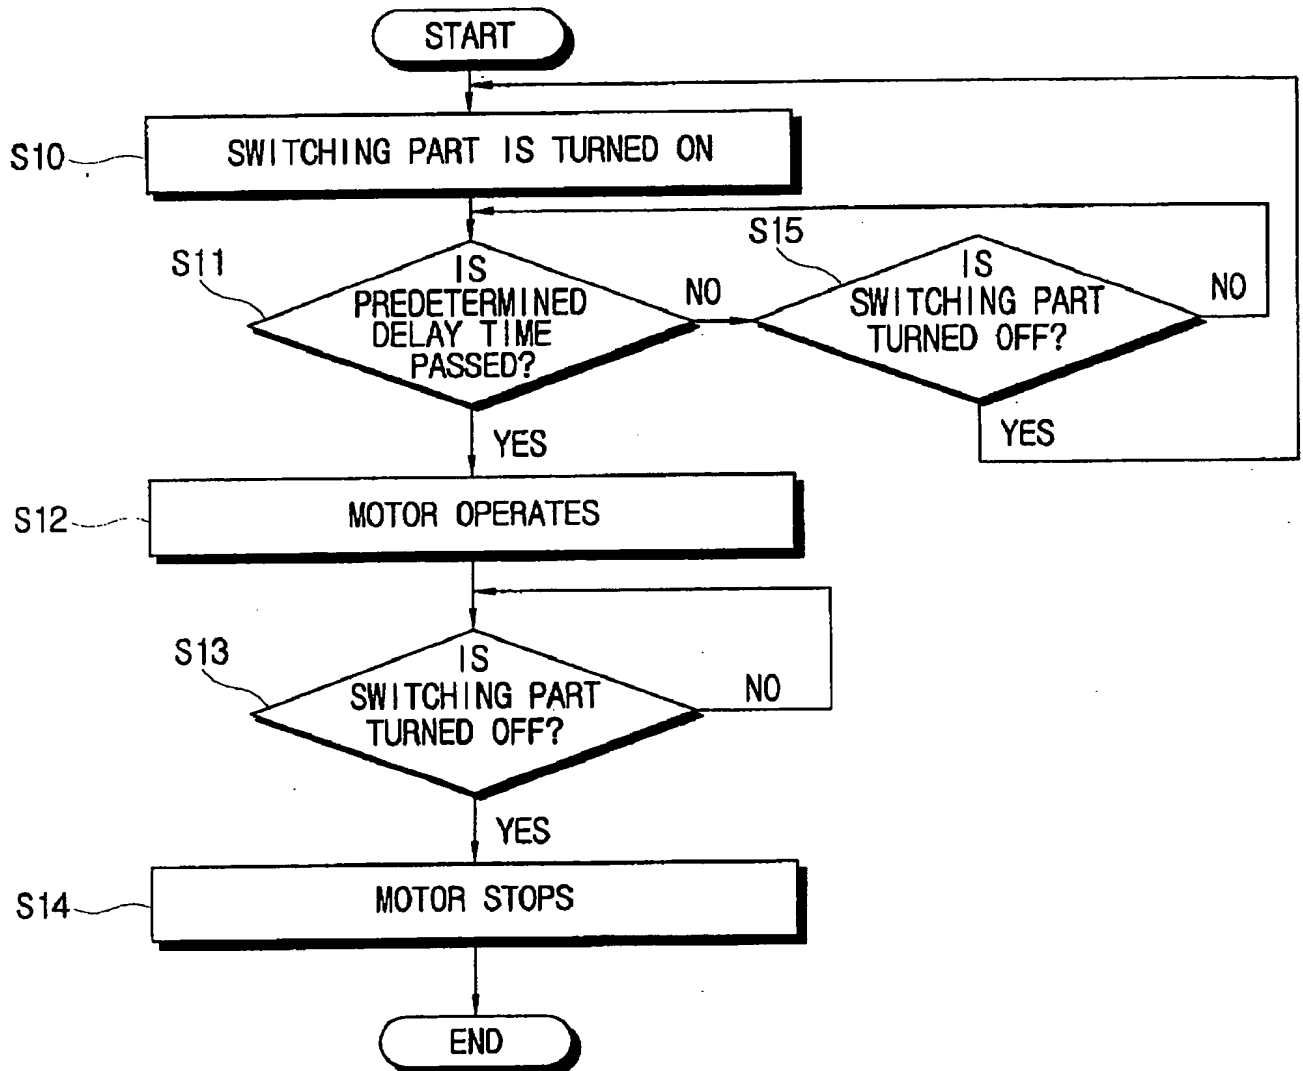 START
S10
SWITCHING PART IS TURNED ON
S11
IS
PREDETERMINED
DELAY TIME
PASSED?
NO
S15
IS
SWITCHING PART
TURNED OFF?
NO
YES
YES
S12
MOTOR OPERATES
S13
IS
SWITCHING PART
TURNED OFF?
NO
YES
S14
MOTOR STOPS
END